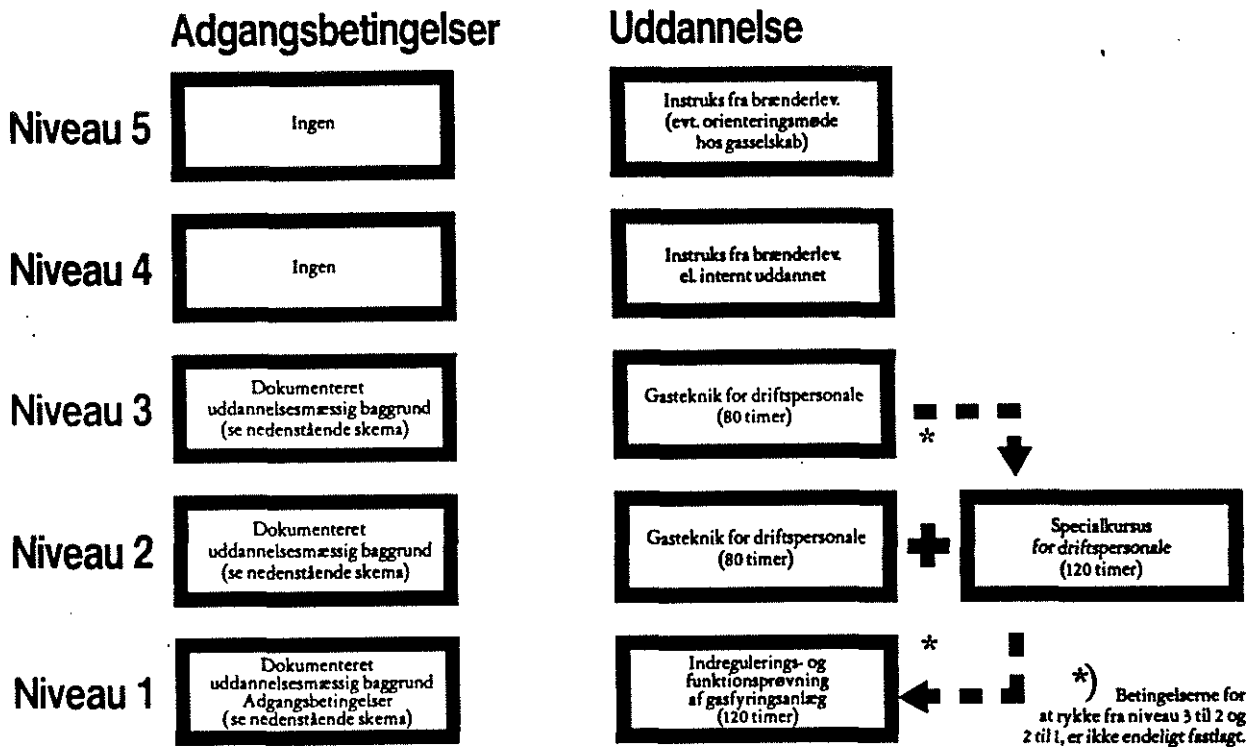 Adgangsbetingelser
Uddannelse
Niveau 5
Ingen
Instruks fra brænderlev.
(evt. orienteringsmøde
hos gasselskab)
Niveau 4
Ingen
Instruks fra brænderlev.
el. internt uddannet
Niveau 3
Dokumenteret
uddannelsesmæssig baggrund
(se nedenstående skema)
Gasteknik for driftspersonale
(80 timer)
*
Niveau 2
Dokumenteret
uddannelsesmæssig baggrund
(se nedenstående skema)
Gasteknik for driftspersonale
(80 timer)
+
Specialkursus
for driftspersonale
(120 timer)
Niveau 1
Dokumenteret
uddannelsesmæssig baggrund
Adgangsbetingelser
(se nedenstående skema)
Indregulerings- og
funktionsprøvning
af gasfyringsanlæg
(120 timer)
*
*) Betingelserne for
at rykke fra niveau 3 til 2 og
2 til 1, er ikke endeligt fastlagt.